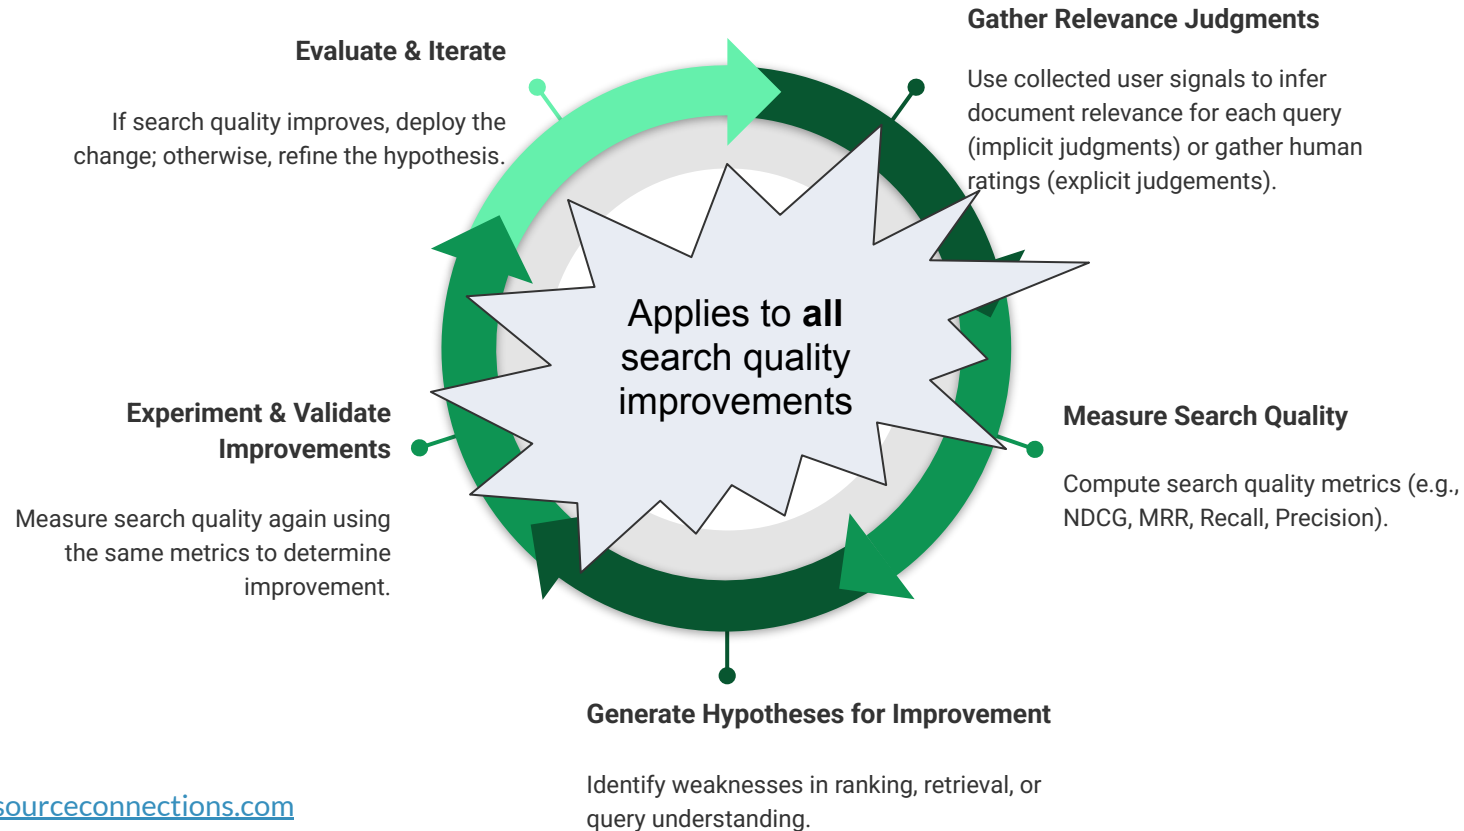 Gather Relevance Judgments
Use collected user signals to infer
document relevance for each query
(implicit judgments) or gather human
ratings (explicit judgements).
Evaluate & Iterate
If search quality improves, deploy the
change; otherwise, refine the hypothesis.
Applies to all
search quality
improvements
Experiment & Validate
Improvements
Measure search quality again using
the same metrics to determine
improvement.
Measure Search Quality
Compute search quality metrics (e.g.,
NDCG, MRR, Recall, Precision).
Generate Hypotheses for Improvement
Identify weaknesses in ranking, retrieval, or
query understanding.
sourceconnections.com